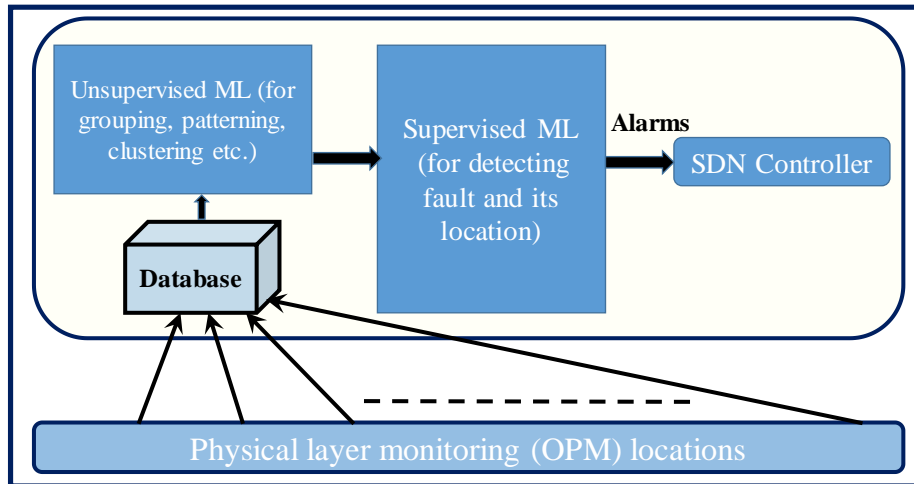 Unsupervised ML (for
grouping, patterning,
clustering etc.)
Supervised ML
(for detecting
fault and its
location)
Alarms
SDN Controller
Database
Physical layer monitoring (OPM) locations